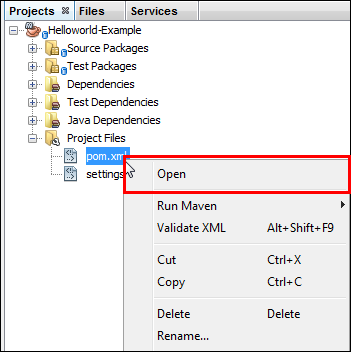 Projects Files Services
Helloworld-Example
Source Packages
Test Packages
Dependencies
Test Dependencies
Java Dependencies
Project Files
pom.xml
settings
Open
Run Maven
Validate XML Alt+Shift+F9
Cut Ctrl+X
Copy Ctrl+C
Delete Delete
Rename...